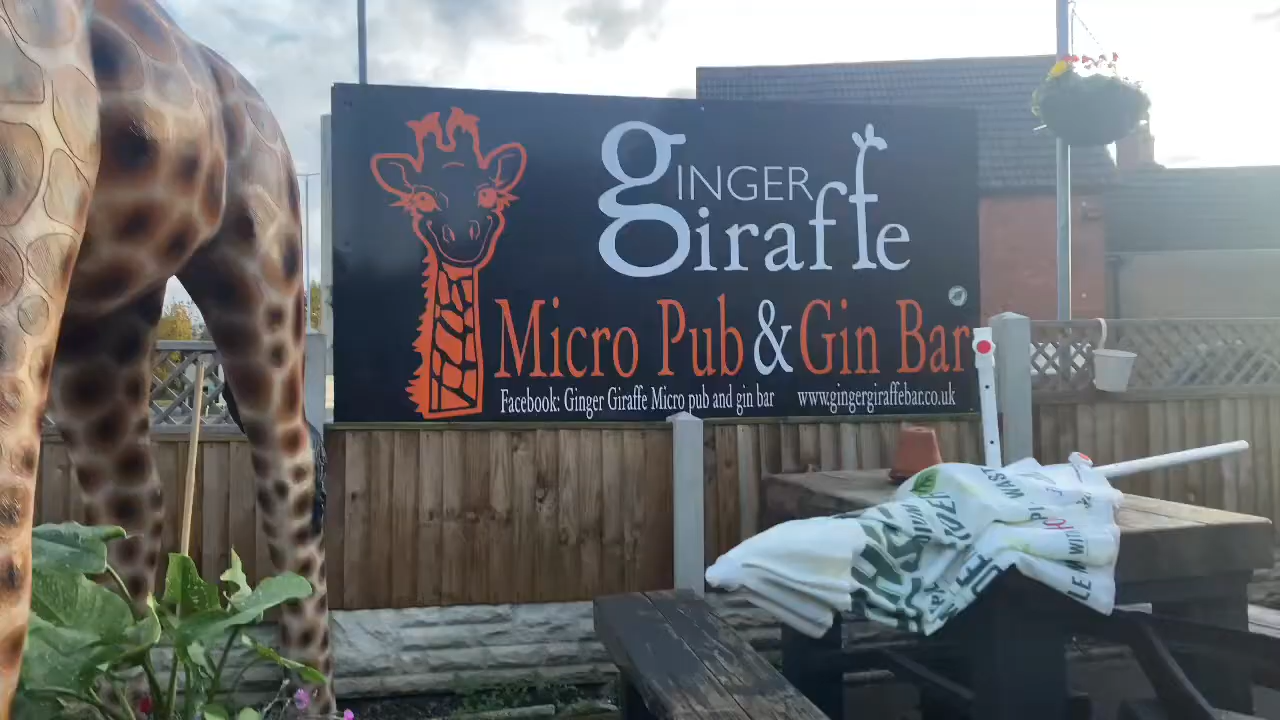 GINGER
giraffe
Micro Pub & Gin Bar
Facebook: Ginger Giraffe Micro pub and gin bar www.gingergiraffebar.co.uk